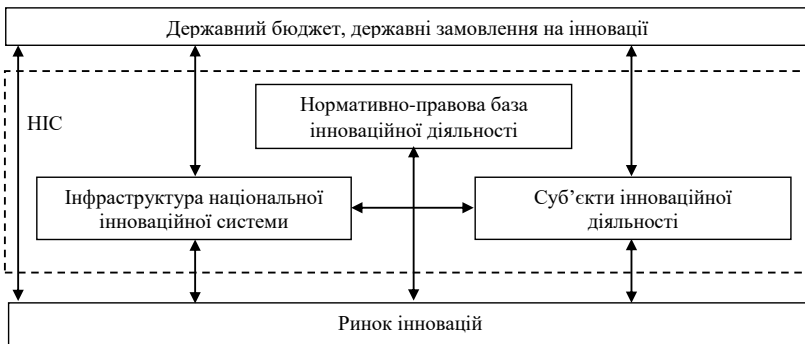 Державний бюджет, державні замовлення на інновації
НІС
Нормативно-правова база
інноваційної діяльності
Інфраструктура національної
інноваційної системи
Суб’єкти інноваційної
діяльності
Ринок інновацій